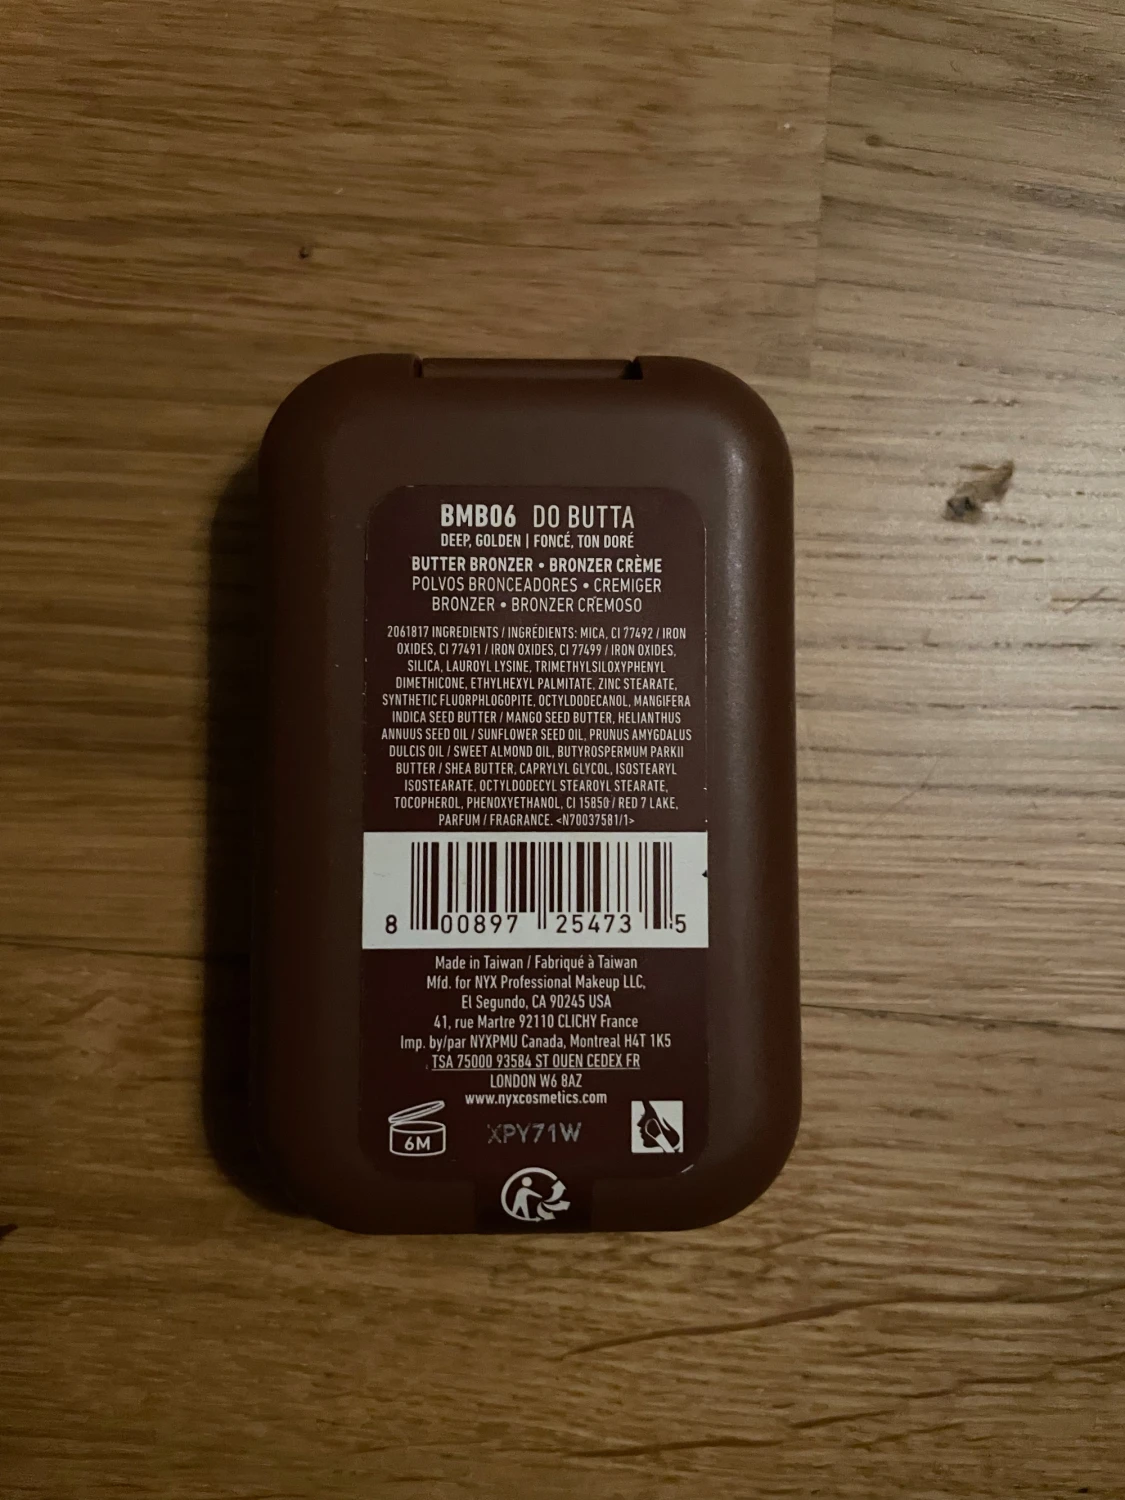 BMB06 DO BUTTA
DEEP, GOLDEN | FONCÉ, TON DORÉ
BUTTER BRONZER • BRONZER CRÈME
POLVOS BRONCEADORES • CREMIGER
BRONZER • BRONZER CREMOSO
2061817 INGREDIENTS / INGRÉDIENTS: MICA, CI 77492 / IRON
OXIDES, CI 77491 / IRON OXIDES, CI 77499 / IRON OXIDES,
SILICA, LAUROYL LYSINE, TRIMETHYLSILOXYPHENYL
DIMETHICONE, ETHYLHEXYL PALMITATE, ZINC STEARATE,
SYNTHETIC FLUORPHLOGOPITE, OCTYLDODECANOL, MANGIFERA
INDICA SEED BUTTER / MANGO SEED BUTTER, HELIANTHUS
ANNUUS SEED OIL / SUNFLOWER SEED OIL, PRUNUS AMYGDALUS
DULCIS OIL / SWEET ALMOND OIL, BUTYROSPERMUM PARKII
BUTTER / SHEA BUTTER, CAPRYLYL GLYCOL, ISOSTEARYL
ISOSTEARATE, OCTYLDODECYL STEAROYL STEARATE,
TOCOPHEROL, PHENOXYETHANOL, CI 15850 / RED 7 LAKE,
PARFUM / FRAGRANCE. <N70037581/1>
8 00897 25473 5
Made in Taiwan / Fabriqué à Taiwan
Mfd. for NYX Professional Makeup LLC,
El Segundo, CA 90245 USA
41, rue Martre 92110 CLICHY France
Imp. by/par NYXPMU Canada, Montreal H4T 1K5
TSA 75000 93584 ST OUEN CEDEX FR
LONDON W6 8AZ
www.nyxcosmetics.com
6M XPY71W